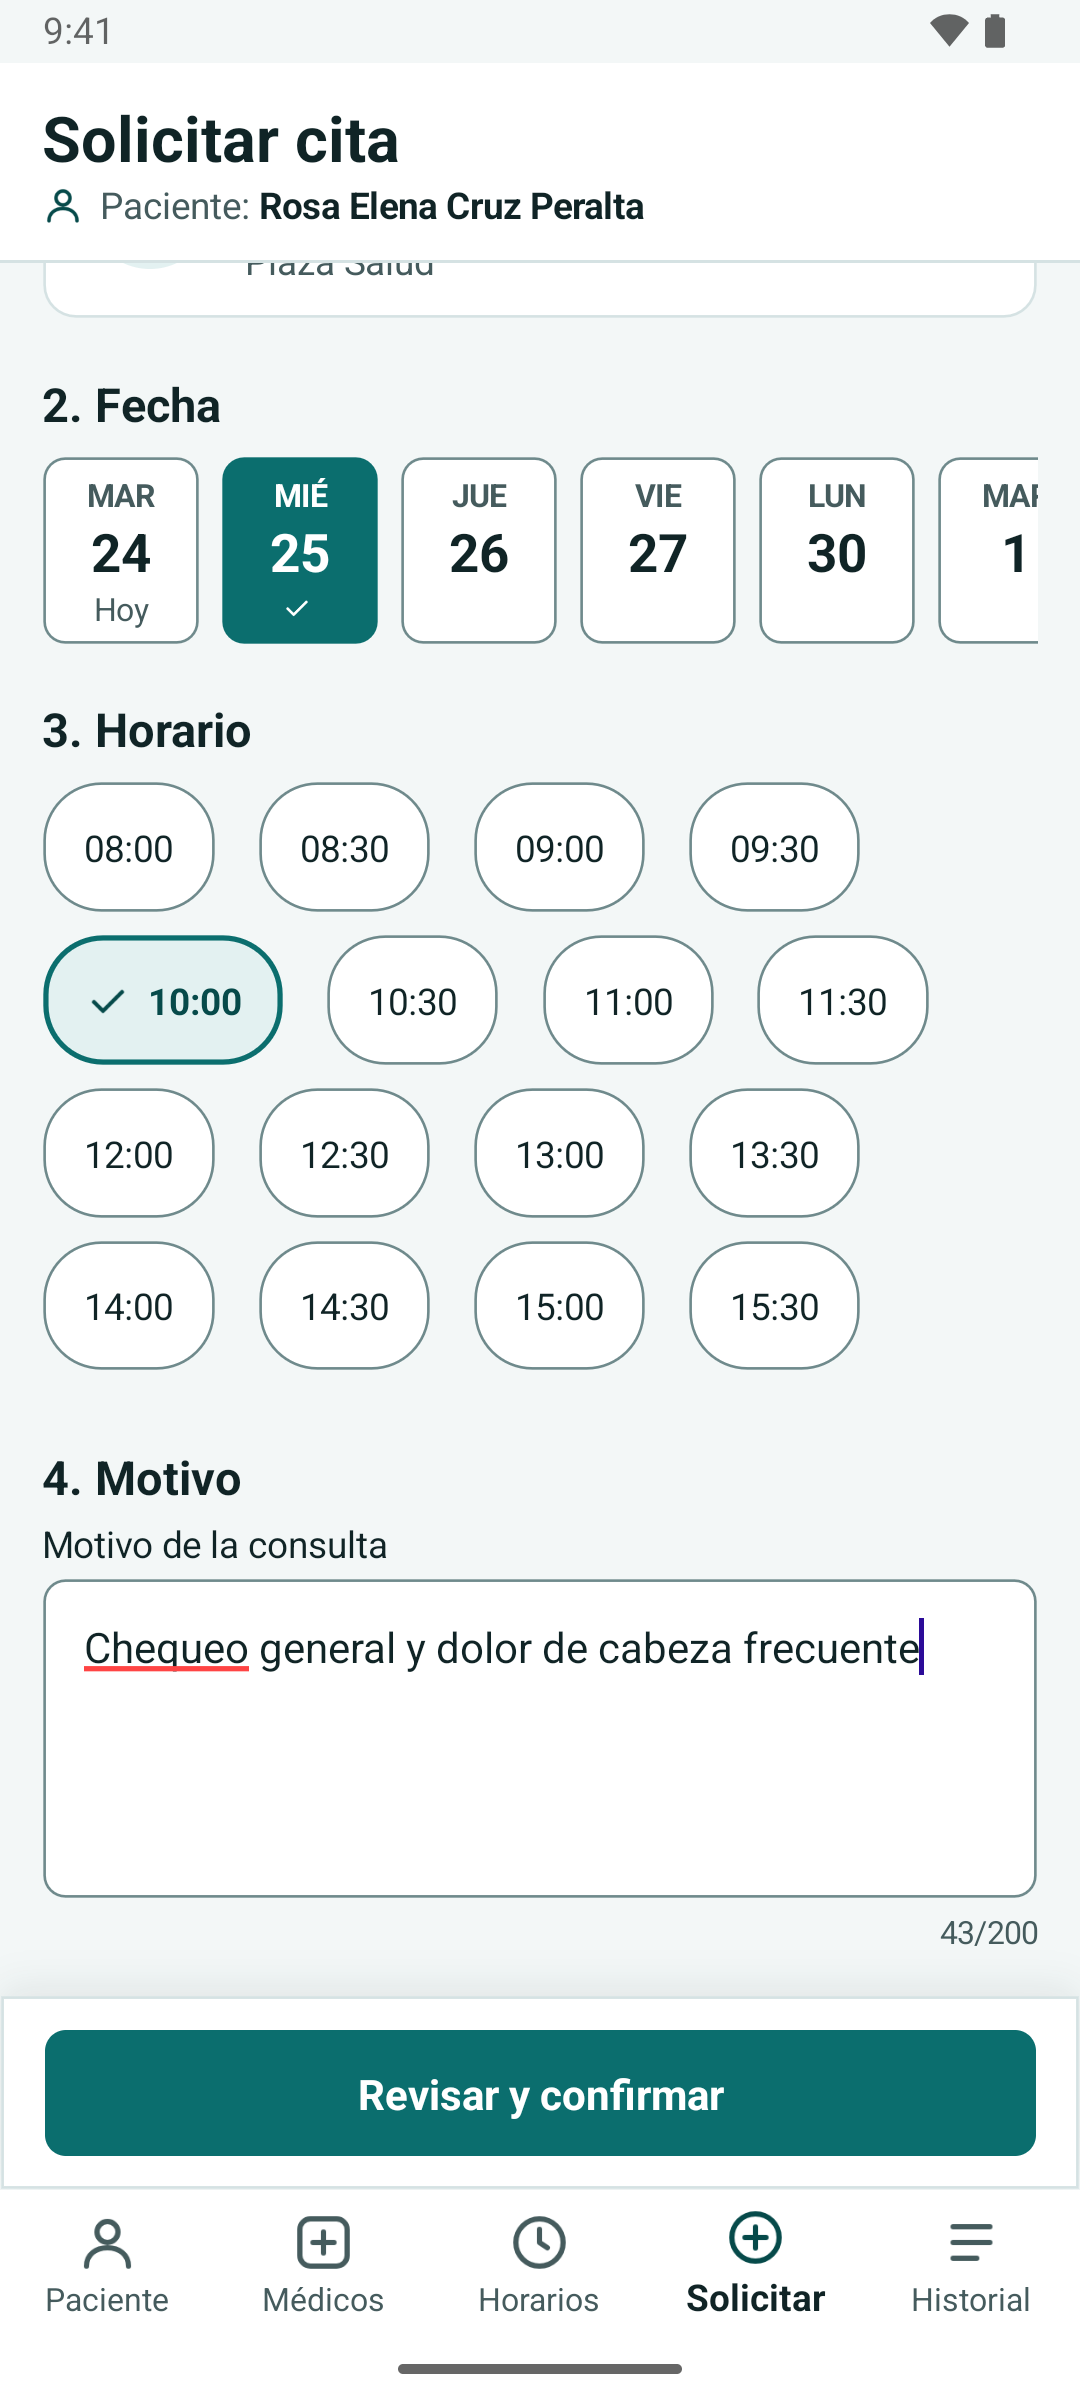 9:41
Solicitar cita
Paciente: Rosa Elena Cruz Peralta
Plaza Salud
2. Fecha
MAR MIÉ JUE VIE LUN
24 25 26 27 30 1
Hoy
3. Horario
08:00 08:30 09:00 09:30
10:00 10:30 11:00 11:30
12:00 12:30 13:00 13:30
14:00 14:30 15:00 15:30
4. Motivo
Motivo de la consulta
Chequeo general y dolor de cabeza frecuente
43/200
Revisar y confirmar
Paciente Médicos Horarios Solicitar Historial